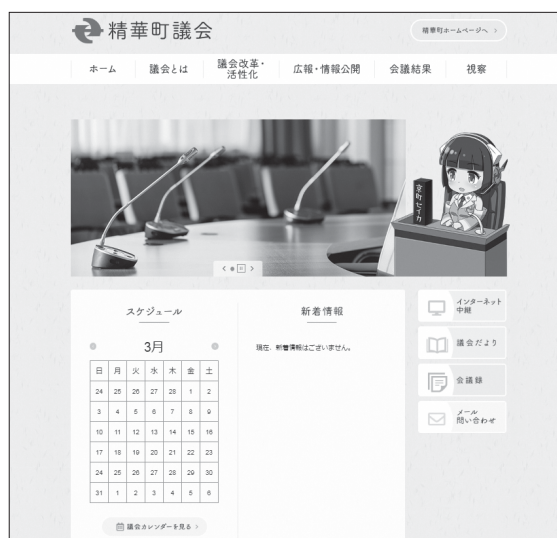 精華町議会
精華町ホームページへ >
ホーム
議会とは
議会改革・
活性化
広報・情報公開
会議結果
視察
京町セイカ
スケジュール
3月
日 月 火 水 木 金 土
24 25 26 27 28 1 2
3 4 5 6 7 8 9
10 11 12 13 14 15 16
17 18 19 20 21 22 23
24 25 26 27 28 29 30
31 1 2 3 4 5 6
議会カレンダーを見る >
新着情報
現在、新着情報はございません。
インターネット
中継
議会だより
会議録
メール
問い合わせ